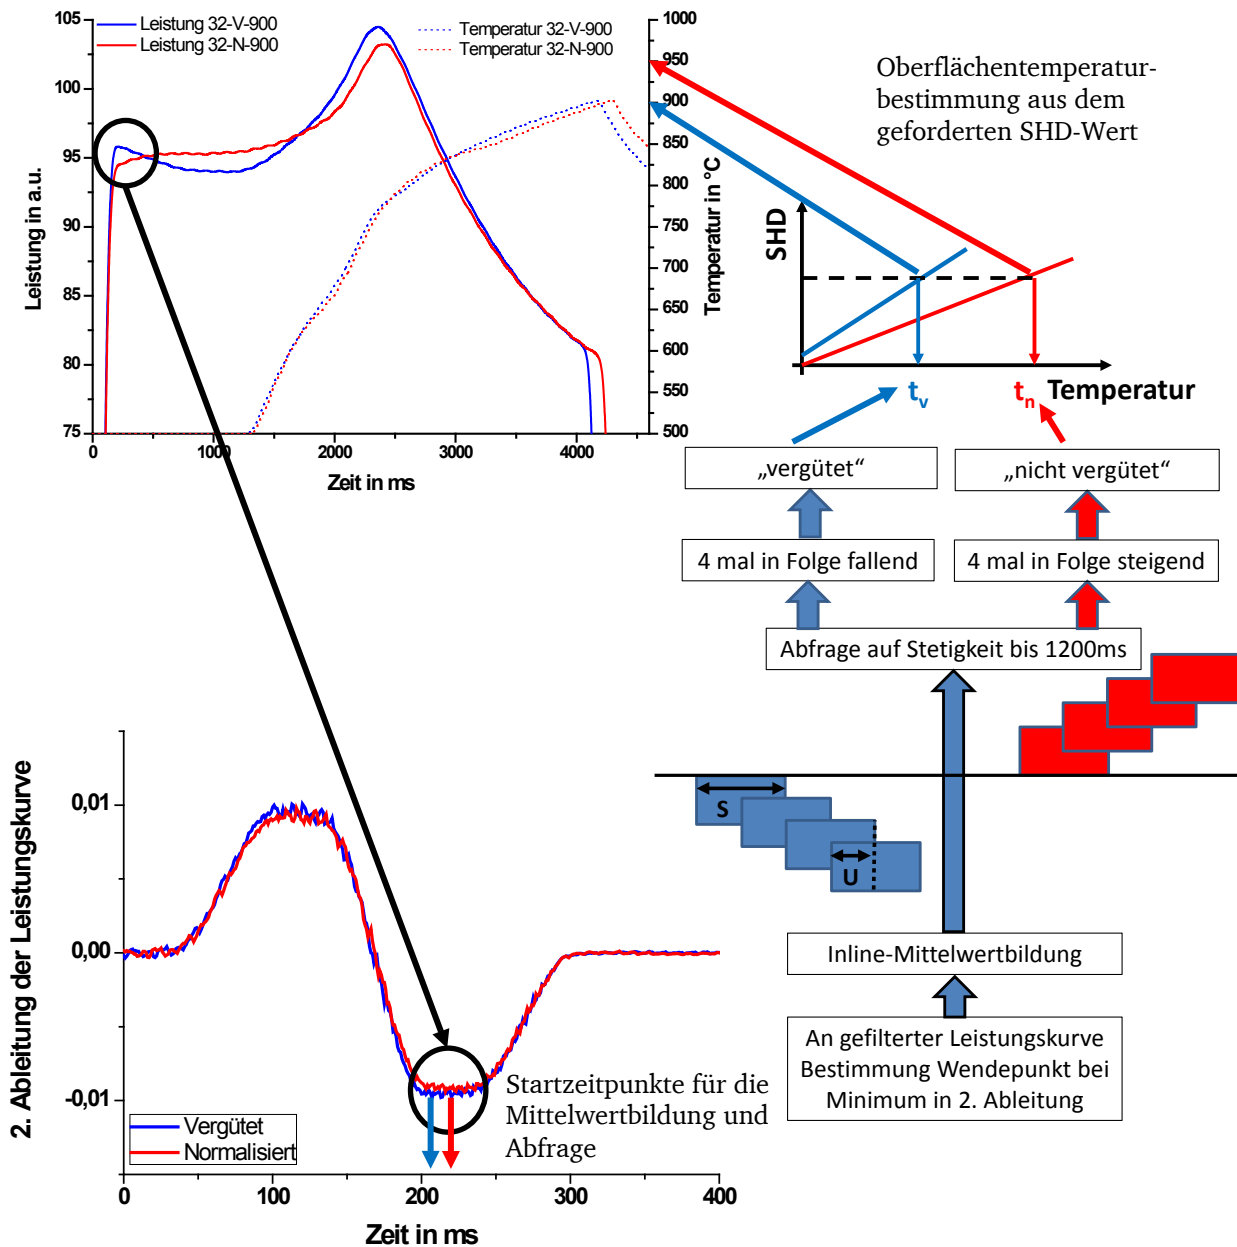 105
100
95
90
85
80
75
Leistung in a.u.
Leistung 32-V-900
Leistung 32-N-900
Temperatur 32-V-900
Temperatur 32-N-900
1000
950
900
850
800
750
700
650
600
550
500
Temperatur in °C
0
1000
2000
3000
4000
Zeit in ms
Oberflächentemperatur-
bestimmung aus dem
geforderten SHD-Wert
SHD
tv
tn
Temperatur
„vergütet“
„nicht vergütet“
4 mal in Folge fallend
4 mal in Folge steigend
Abfrage auf Stetigkeit bis 1200ms
S
U
Inline-Mittelwertbildung
An gefilterter Leistungskurve
Bestimmung Wendepunkt bei
Minimum in 2. Ableitung
2. Ableitung der Leistungskurve
0,01
0,00
-0,01
Vergütet
Normalisiert
Startzeitpunkte für die
Mittelwertbildung und
Abfrage
0
100
200
300
400
Zeit in ms